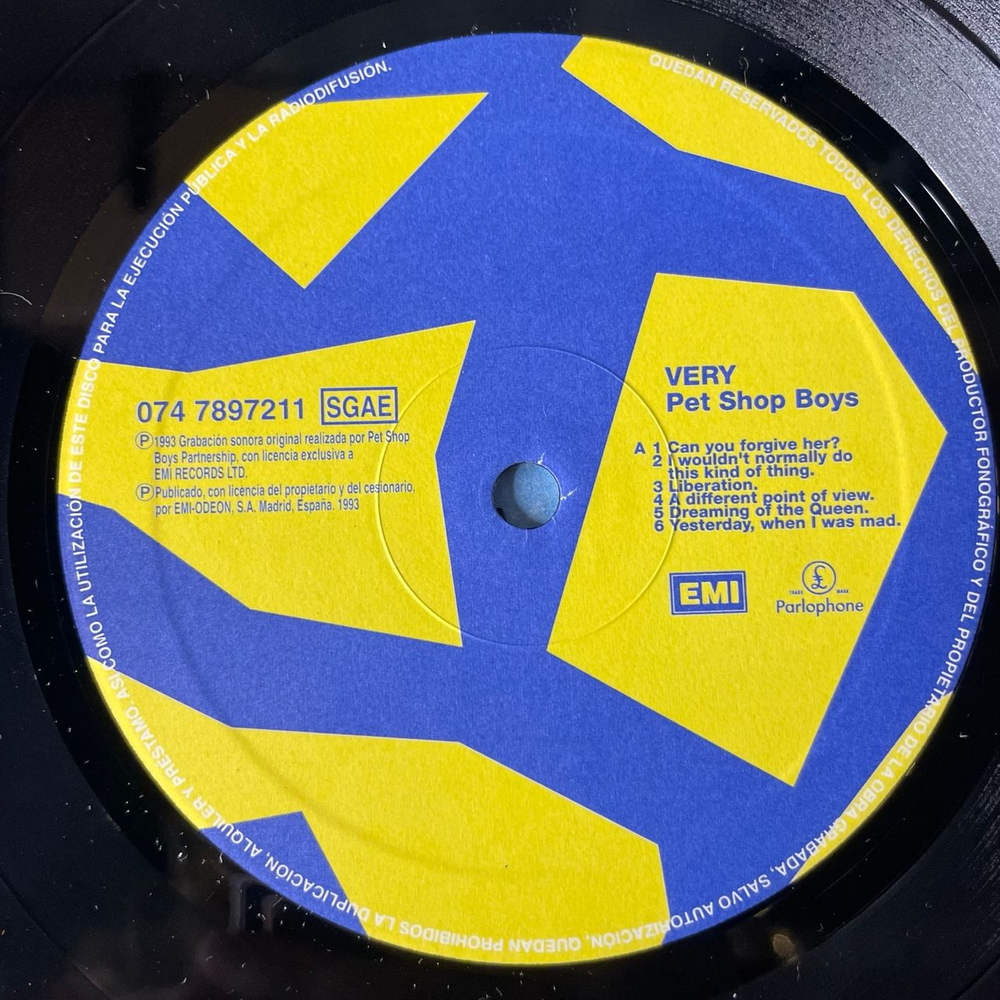 QUEDAN RESERVADOS TODOS LOS DERECHOS DEL PRODUCTOR FONOGRÁFICO Y DEL PROPIETARIO DE LA OBRA GRABADA, SALVO AUTORIZACIÓN, QUEDAN PROHIBIDOS LA DUPLICACION, ALQUILER Y PRÉSTAMO. ASI COMO LA UTILIZACIÓN DE ESTE DISCO PARA LA EJECUCIÓN PÚBLICA Y LA RADIODIFUSIÓN.
074 7897211 SGAE
Ⓟ 1993 Grabación sonora original realizada por Pet Shop
Boys Partnership, con licencia exclusiva a
EMI RECORDS LTD.
Ⓟ Publicado, con licencia del propietario y del cesionario,
por EMI-ODEON, S.A. Madrid, España. 1993
VERY
Pet Shop Boys
A 1 Can you forgive her?
2 I wouldn't normally do
this kind of thing.
3 Liberation.
4 A different point of view.
5 Dreaming of the Queen.
6 Yesterday, when I was mad.
EMI
TRADE £ MARK
Parlophone